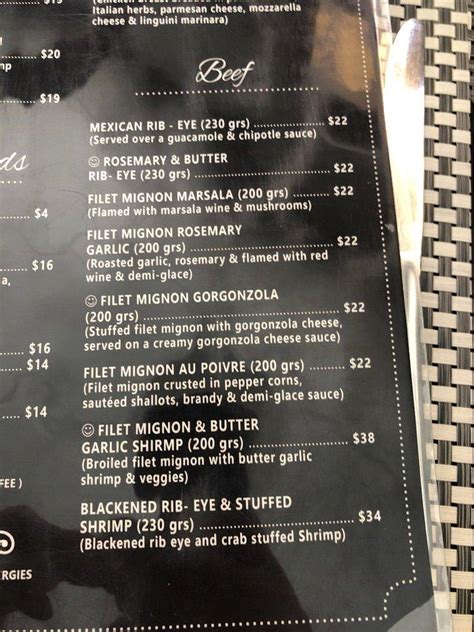 Italian herbs, parmesan cheese, mozzarella
cheese & linguini marinara)
$20
$19
$4
$16
$16
$14
$14
FEE )
ERGIES
Beef
MEXICAN RIB - EYE (230 grs) $22
(Served over a guacamole & chipotle sauce)
☺ ROSEMARY & BUTTER
RIB- EYE (230 grs) $22
FILET MIGNON MARSALA (200 grs) $22
(Flamed with marsala wine & mushrooms)
FILET MIGNON ROSEMARY
GARLIC (200 grs) $22
(Roasted garlic, rosemary & flamed with red
wine & demi-glace)
☺ FILET MIGNON GORGONZOLA
(200 grs) $22
(Stuffed filet mignon with gorgonzola cheese,
served on a creamy gorgonzola cheese sauce)
FILET MIGNON AU POIVRE (200 grs) $22
(Filet mignon crusted in pepper corns,
sautéed shallots, brandy & demi-glace sauce)
☺ FILET MIGNON & BUTTER
GARLIC SHIRMP (200 grs) $38
(Broiled filet mignon with butter garlic
shrimp & veggies)
BLACKENED RIB- EYE & STUFFED
SHRIMP (230 grs) $34
(Blackened rib eye and crab stuffed Shrimp)